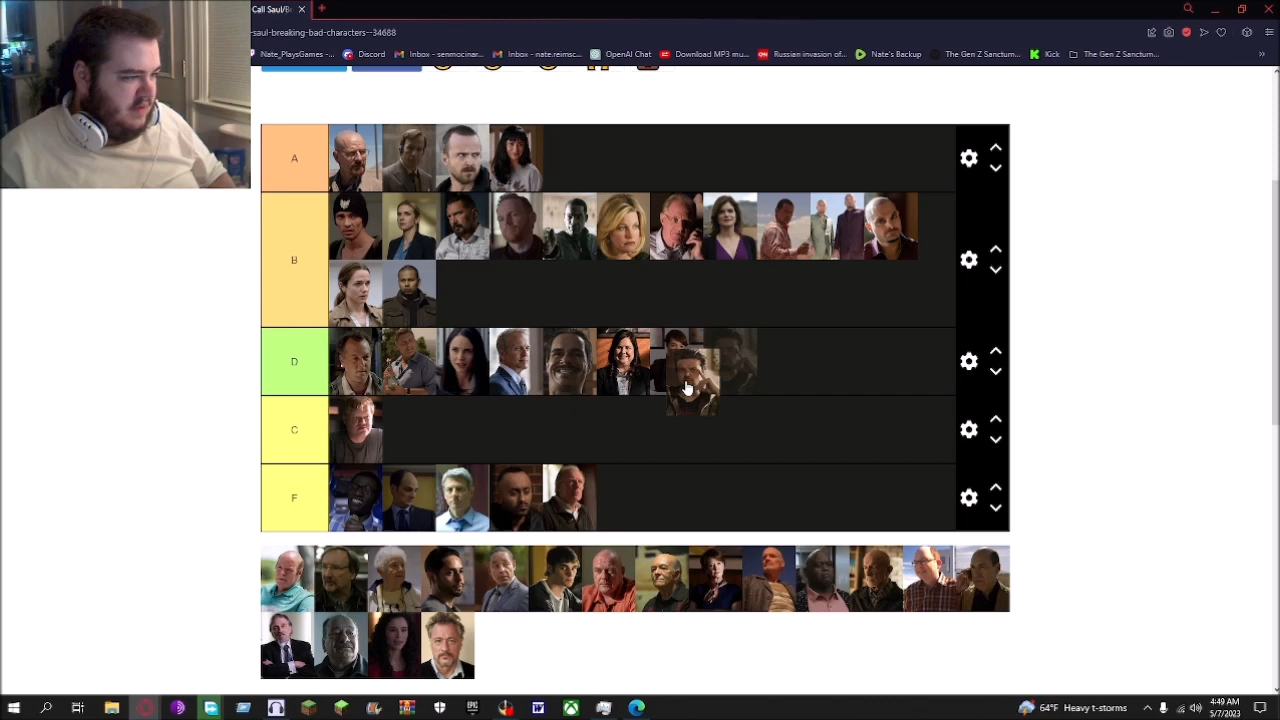 Call Saul/B
saul-breaking-bad-characters--34688
Nate_PlaysGames -... Discord Inbox - senmocinar... Inbox - nate.reimsc... OpenAI Chat Download MP3 mu... Russian invasion of... Nate's Backup The Gen Z Sanctum... Kick The Gen Z Sanctum...
A
B
D
C
F
64°F Heavy t-storms
4:49 AM
5/7/2023